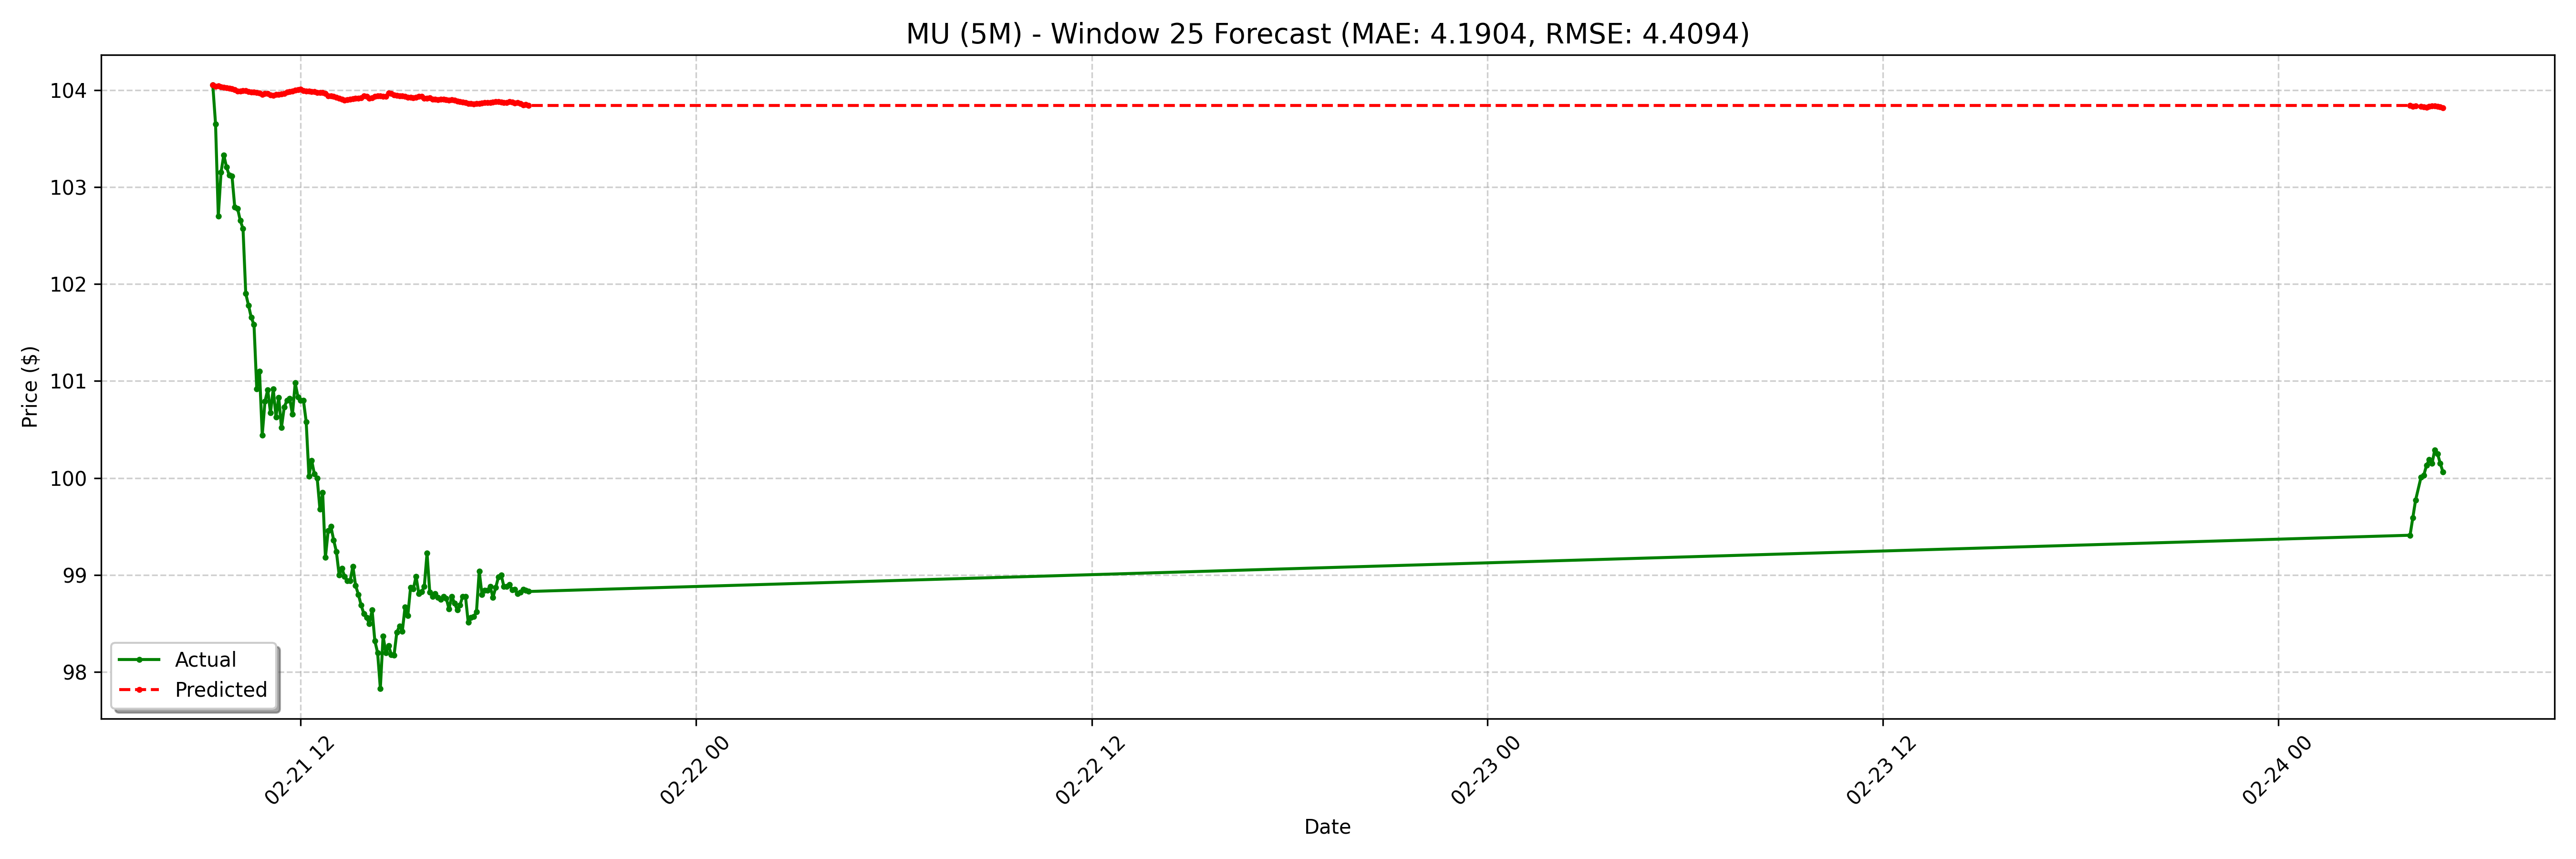 MU (5M) - Window 25 Forecast (MAE: 4.1904, RMSE: 4.4094)
Price ($)
104
103
102
101
100
99
98
Actual
Predicted
02-21 12
02-22 00
02-22 12
02-23 00
02-23 12
02-24 00
Date